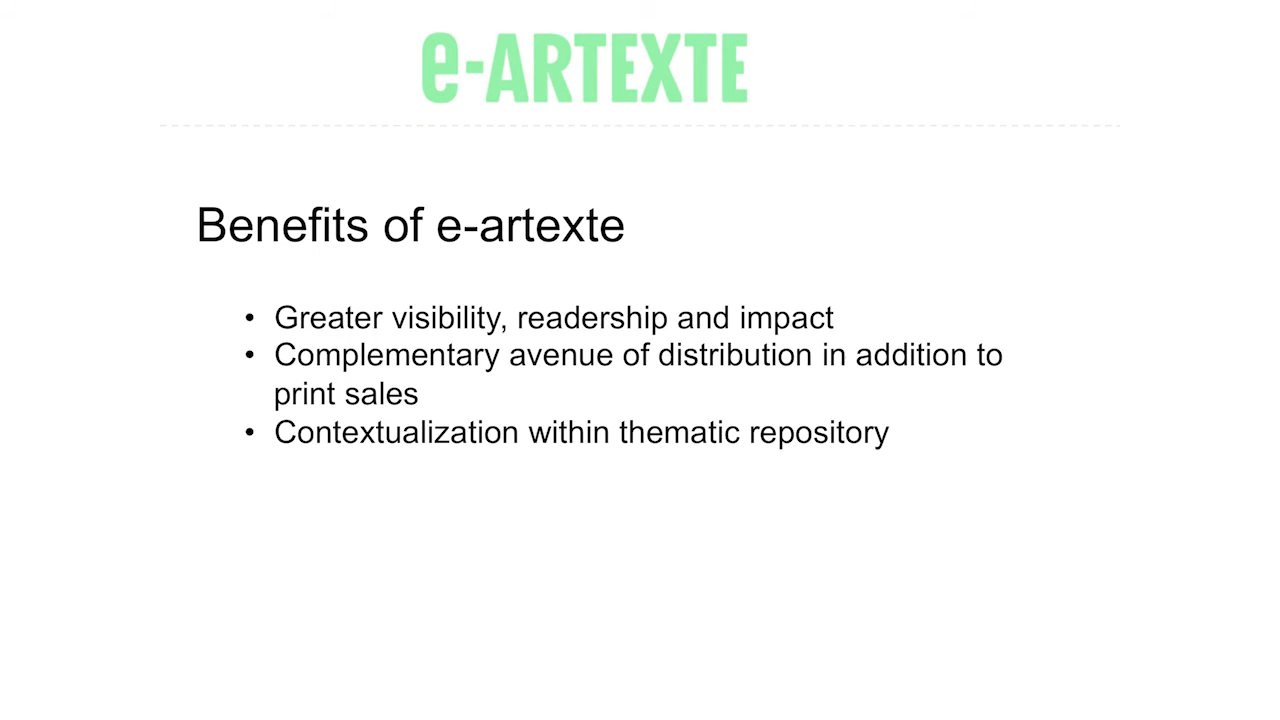 e-ARTEXTE
Benefits of e-artexte
• Greater visibility, readership and impact
• Complementary avenue of distribution in addition to
print sales
• Contextualization within thematic repository